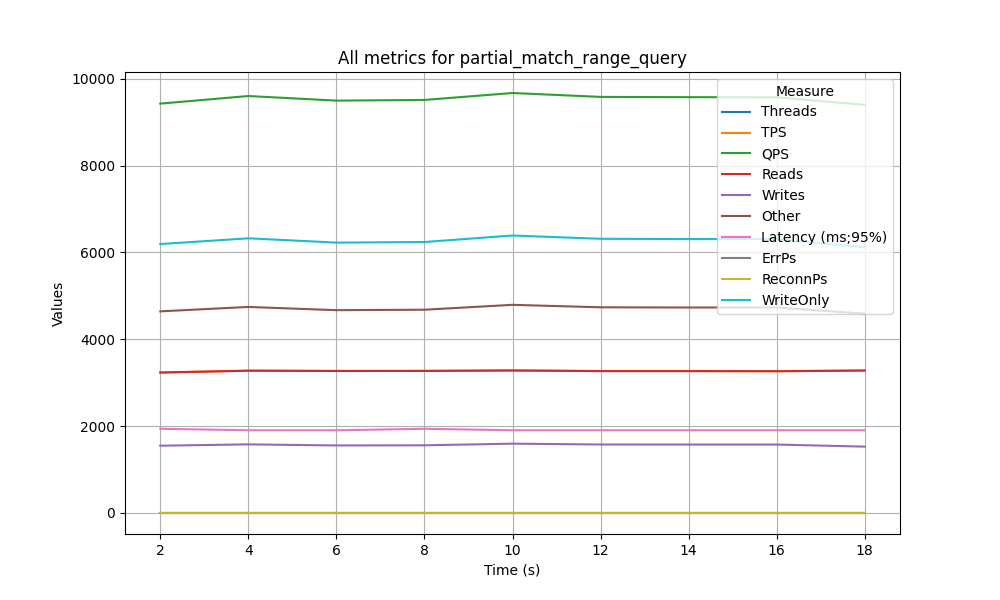 All metrics for partial_match_range_query
Values
10000
8000
6000
4000
2000
0
Measure
Threads
TPS
QPS
Reads
Writes
Other
Latency (ms;95%)
ErrPs
ReconnPs
WriteOnly
2 4 6 8 10 12 14 16 18
Time (s)